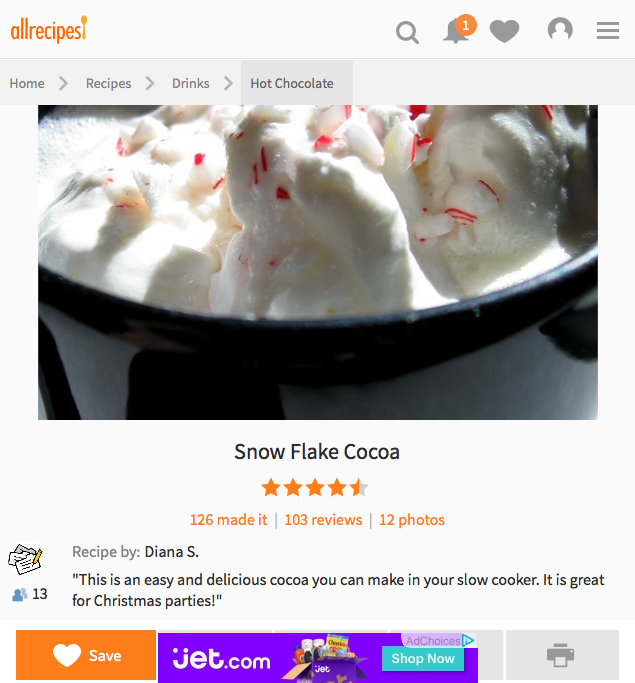 allrecipes
1
Home
Recipes
Drinks
Hot Chocolate
Snow Flake Cocoa
126 made it | 103 reviews | 12 photos
Recipe by: Diana S.
13
"This is an easy and delicious cocoa you can make in your slow cooker. It is great
for Christmas parties!"
Save
Jet.com
Jet
AdChoices
Shop Now